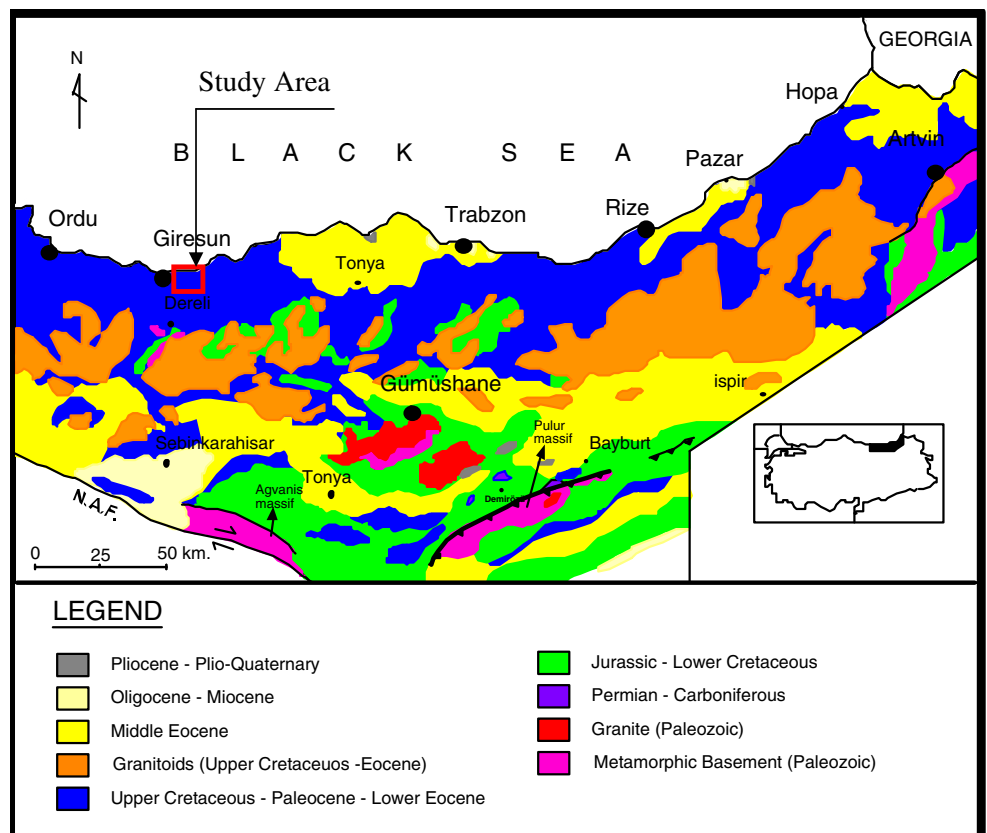 GEORGIA
N
Study Area
Hopa
Artvin
B L A C K S E A
Pazar
Ordu
Giresun
Trabzon
Rize
Tonya
Dereli
Gümüshane
ispir
Sebinkarahisar
Pulur
massif
Bayburt
Tonya
Agvanis
massif
N.A.F.
0 25 50 km.
LEGEND
Pliocene - Plio-Quaternary
Oligocene - Miocene
Middle Eocene
Granitoids (Upper Cretaceuos -Eocene)
Upper Cretaceous - Paleocene - Lower Eocene
Jurassic - Lower Cretaceous
Permian - Carboniferous
Granite (Paleozoic)
Metamorphic Basement (Paleozoic)